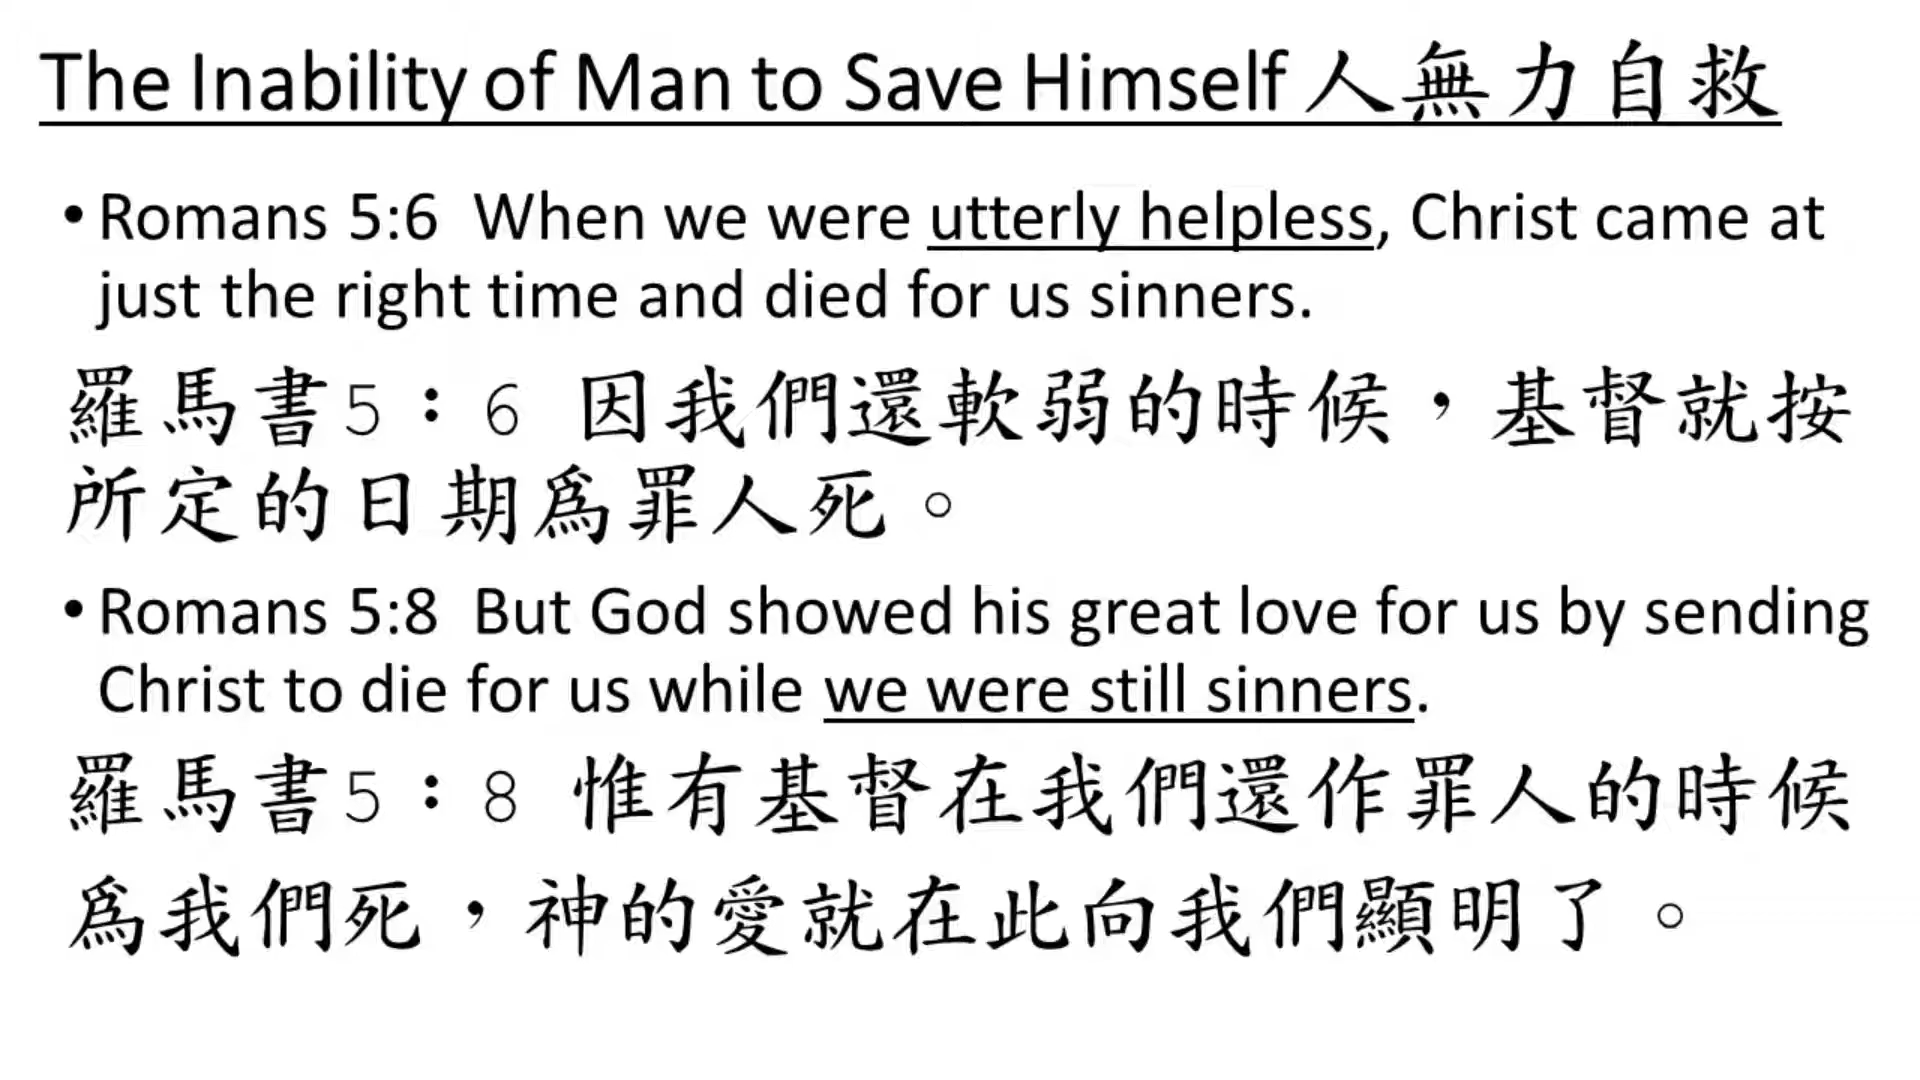 The Inability of Man to Save Himself 人無力自救
• Romans 5:6  When we were utterly helpless, Christ came at
just the right time and died for us sinners.
羅馬書5：6 因我們還軟弱的時候，基督就按
所定的日期爲罪人死。
• Romans 5:8  But God showed his great love for us by sending
Christ to die for us while we were still sinners.
羅馬書5：8 惟有基督在我們還作罪人的時候
爲我們死，神的愛就在此向我們顯明了。